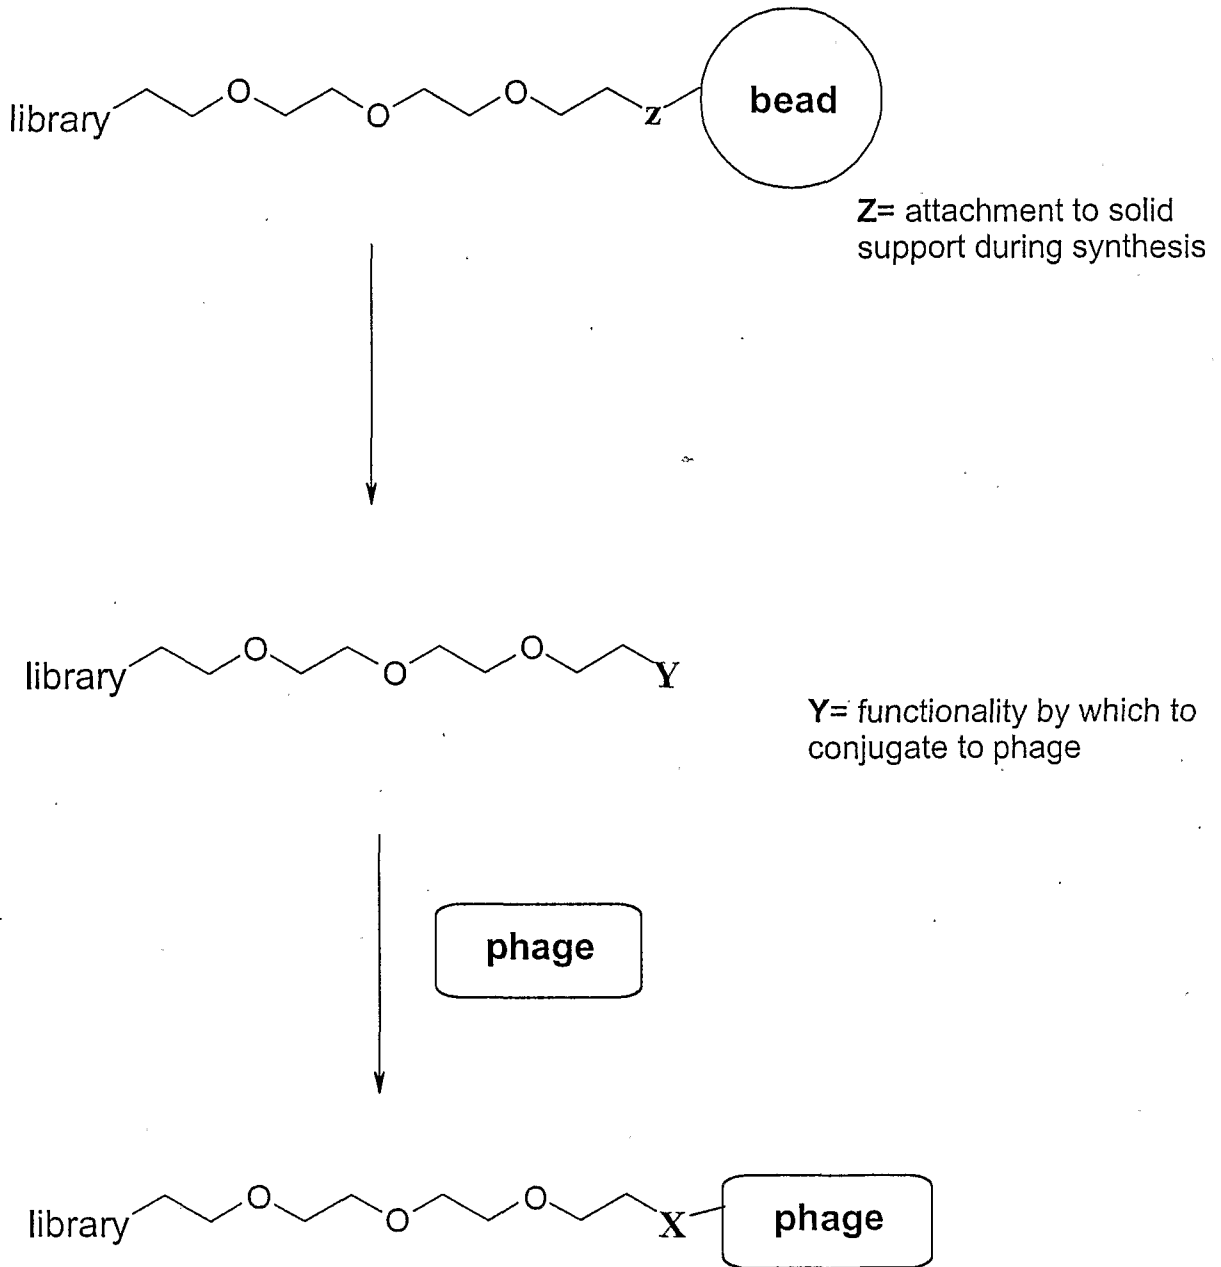 library O O O z bead
Z= attachment to solid
support during synthesis
library O O O Y
Y= functionality by which to
conjugate to phage
phage
library O O O X phage